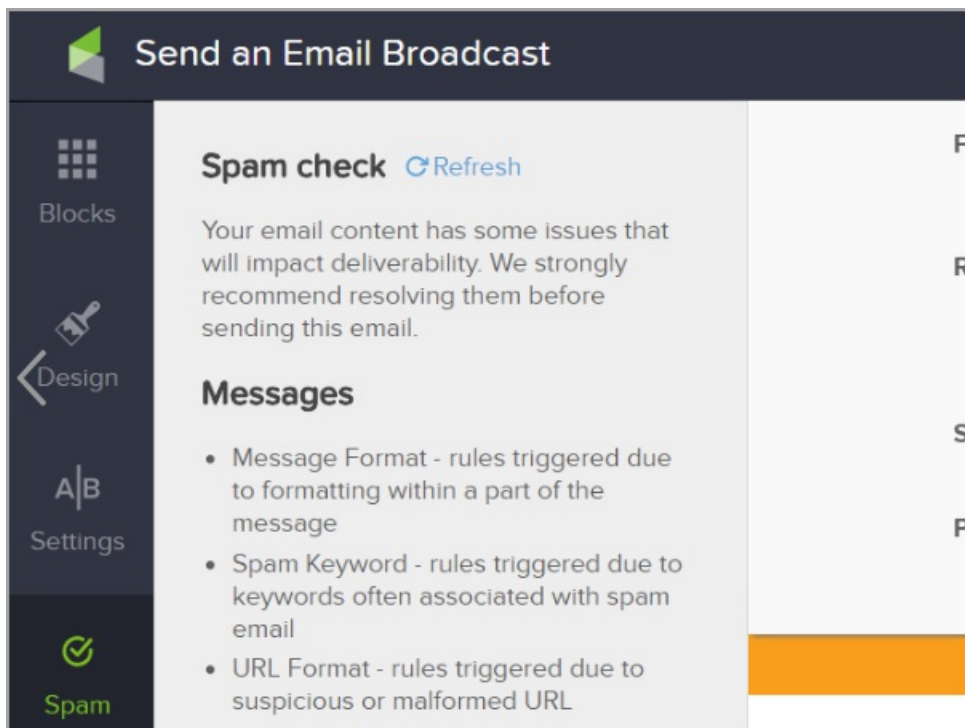 Send an Email Broadcast
Blocks
Design
A|B
Settings
Spam
Spam check Refresh
Your email content has some issues that
will impact deliverability. We strongly
recommend resolving them before
sending this email.
Messages
• Message Format - rules triggered due
to formatting within a part of the
message
• Spam Keyword - rules triggered due to
keywords often associated with spam
email
• URL Format - rules triggered due to
suspicious or malformed URL